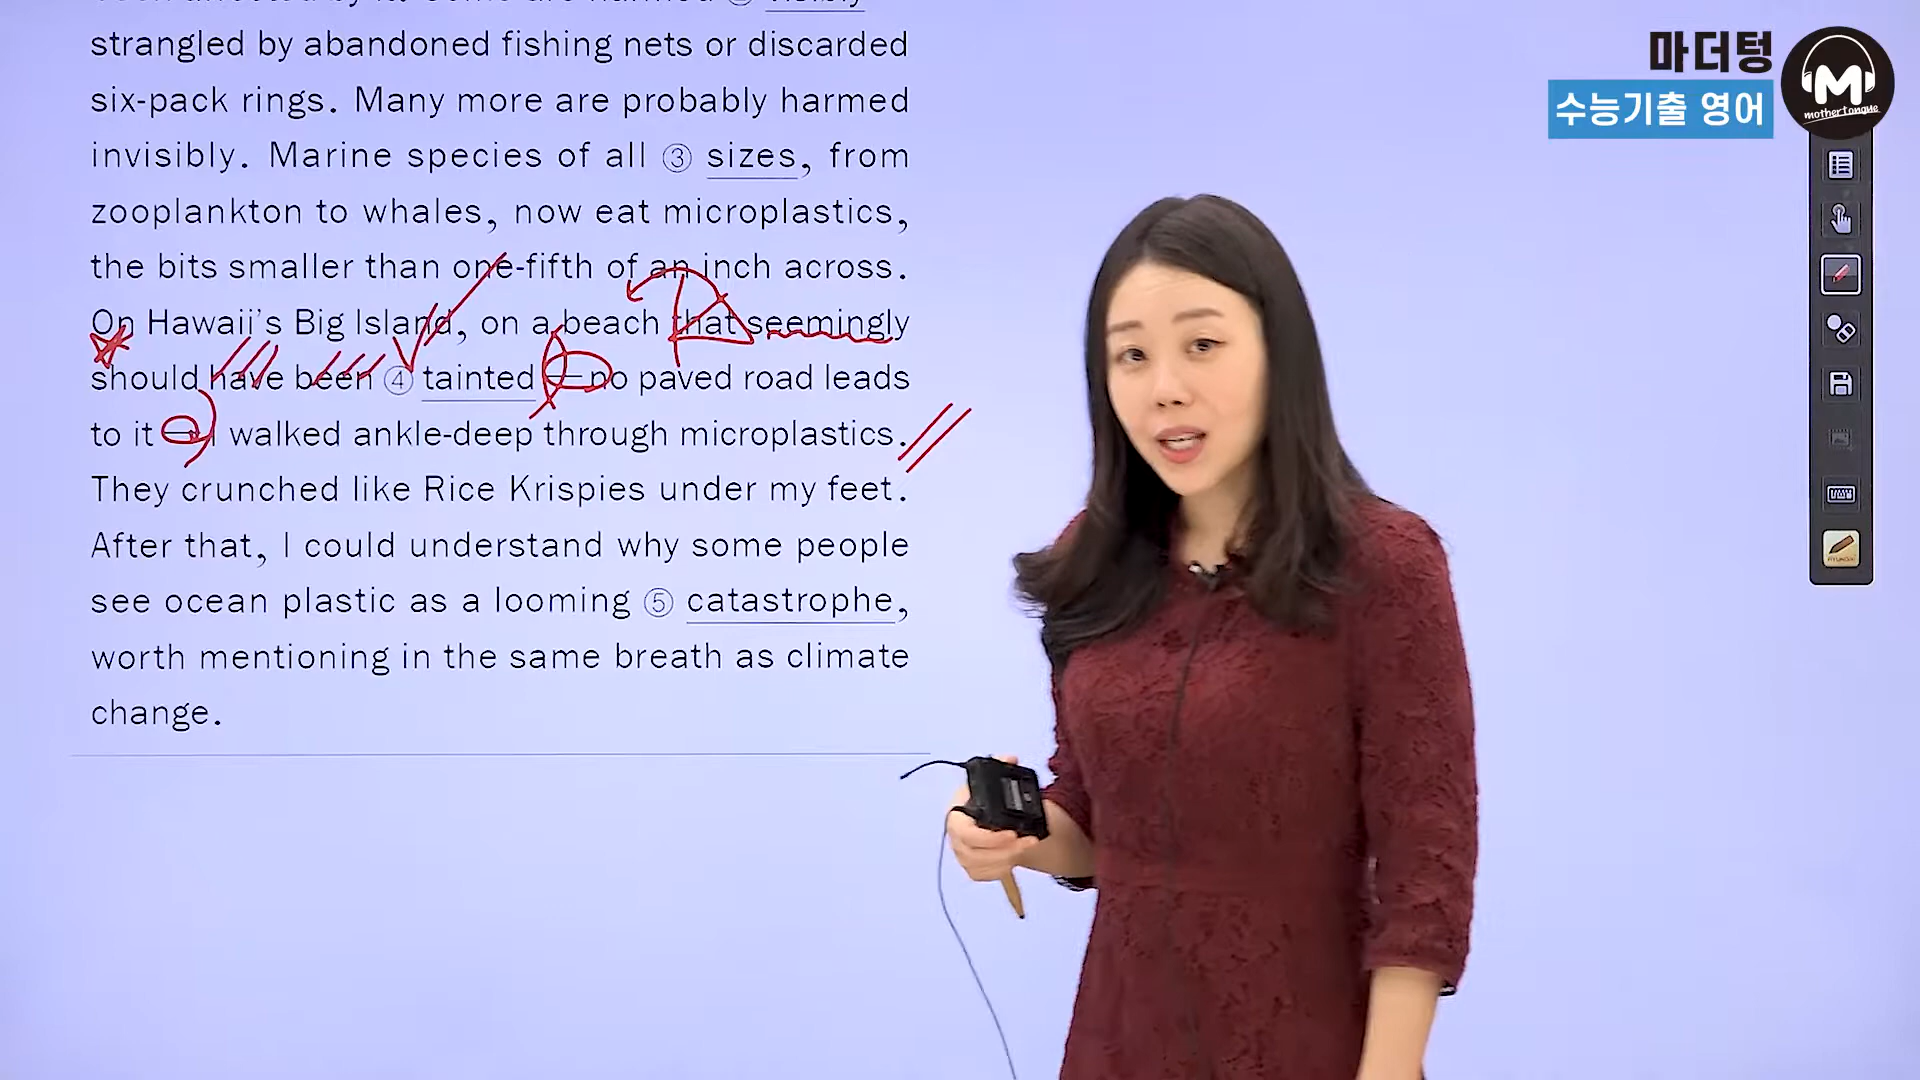 strangled by abandoned fishing nets or discarded
six-pack rings. Many more are probably harmed
invisibly. Marine species of all ③ sizes, from
zooplankton to whales, now eat microplastics,
the bits smaller than one-fifth of an inch across.
On Hawaii's Big Island, on a beach that seemingly
should have been ④ tainted — no paved road leads
to it — I walked ankle-deep through microplastics.
They crunched like Rice Krispies under my feet.
After that, I could understand why some people
see ocean plastic as a looming ⑤ catastrophe,
worth mentioning in the same breath as climate
change.
마더텅
수능기출 영어
M
mothertongue